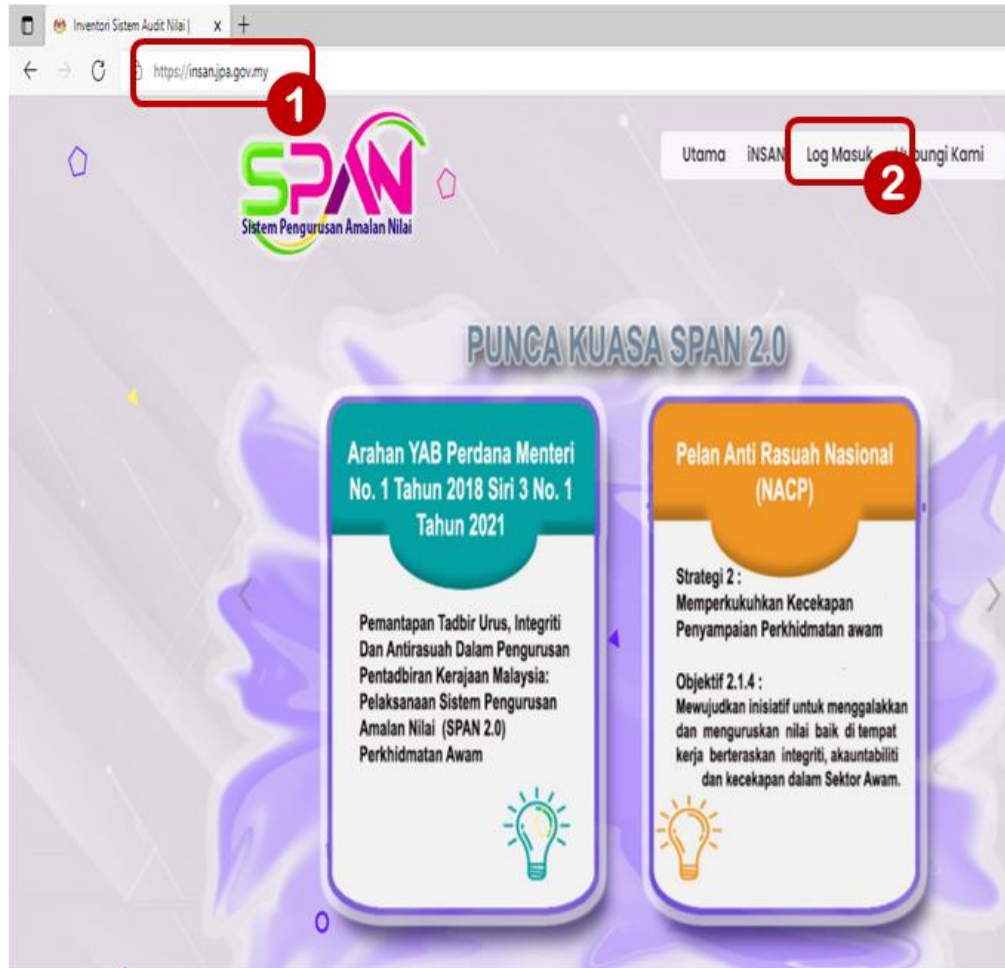 Inventori Sistem Audit Nilai |
https://insan.jpa.gov.my
1
SPAN
Sistem Pengurusan Amalan Nilai
Utama iNSAN Log Masuk Hubungi Kami
2
PUNCA KUASA SPAN 2.0
Arahan YAB Perdana Menteri
No. 1 Tahun 2018 Siri 3 No. 1
Tahun 2021
Pemantapan Tadbir Urus, Integriti
Dan Antirasuah Dalam Pengurusan
Pentadbiran Kerajaan Malaysia:
Pelaksanaan Sistem Pengurusan
Amalan Nilai (SPAN 2.0)
Perkhidmatan Awam
Pelan Anti Rasuah Nasional
(NACP)
Strategi 2 :
Memperkukuhkan Kecekapan
Penyampaian Perkhidmatan awam
Objektif 2.1.4 :
Mewujudkan inisiatif untuk menggalakkan
dan menguruskan nilai baik di tempat
kerja berteraskan integriti, akauntabiliti
dan kecekapan dalam Sektor Awam.